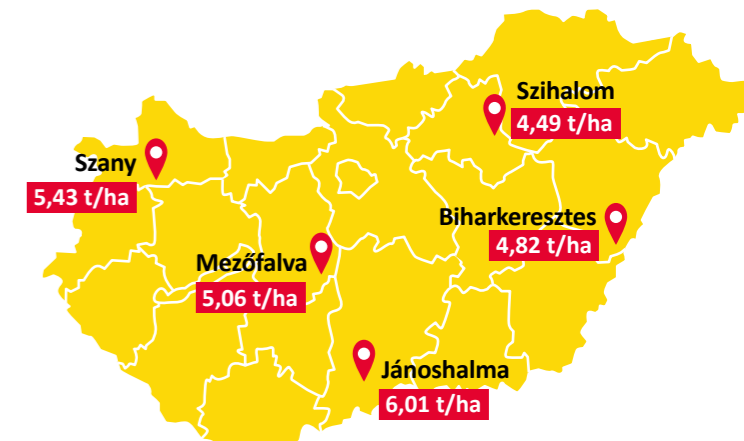 Szihalom
4,49 t/ha
Szany
5,43 t/ha
Biharkeresztes
4,82 t/ha
Mezőfalva
5,06 t/ha
Jánoshalma
6,01 t/ha